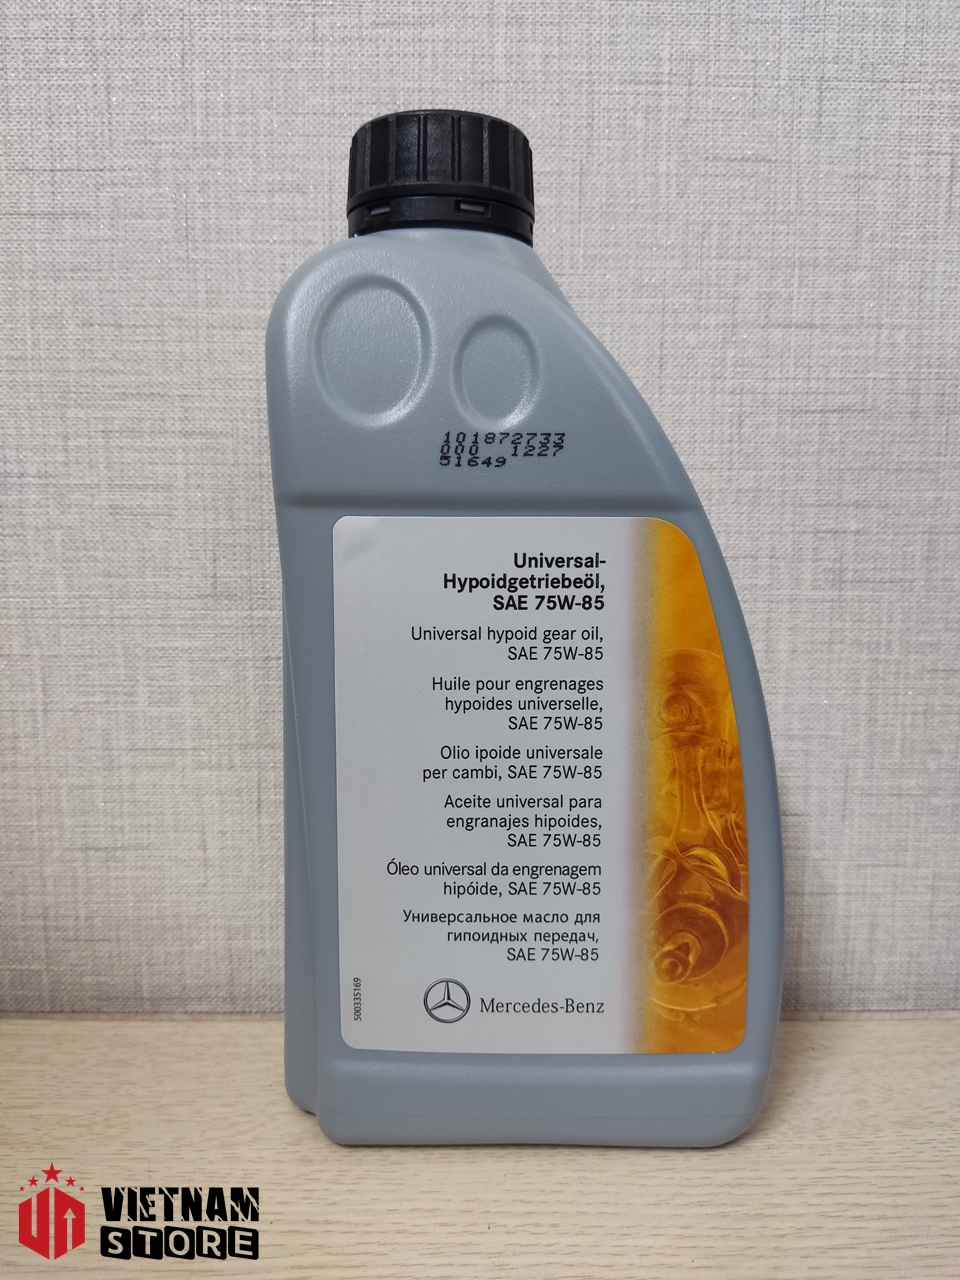 101872733
000 1227
51649
Universal-
Hypoidgetriebeöl,
SAE 75W-85
Universal hypoid gear oil,
SAE 75W-85
Huile pour engrenages
hypoides universelle,
SAE 75W-85
Olio ipoide universale
per cambi, SAE 75W-85
Aceite universal para
engranajes hipoides,
SAE 75W-85
Óleo universal da engrenagem
hipóide, SAE 75W-85
Универсальное масло для
гипоидных передач,
SAE 75W-85
500335169
Mercedes-Benz
VIETNAM
STORE